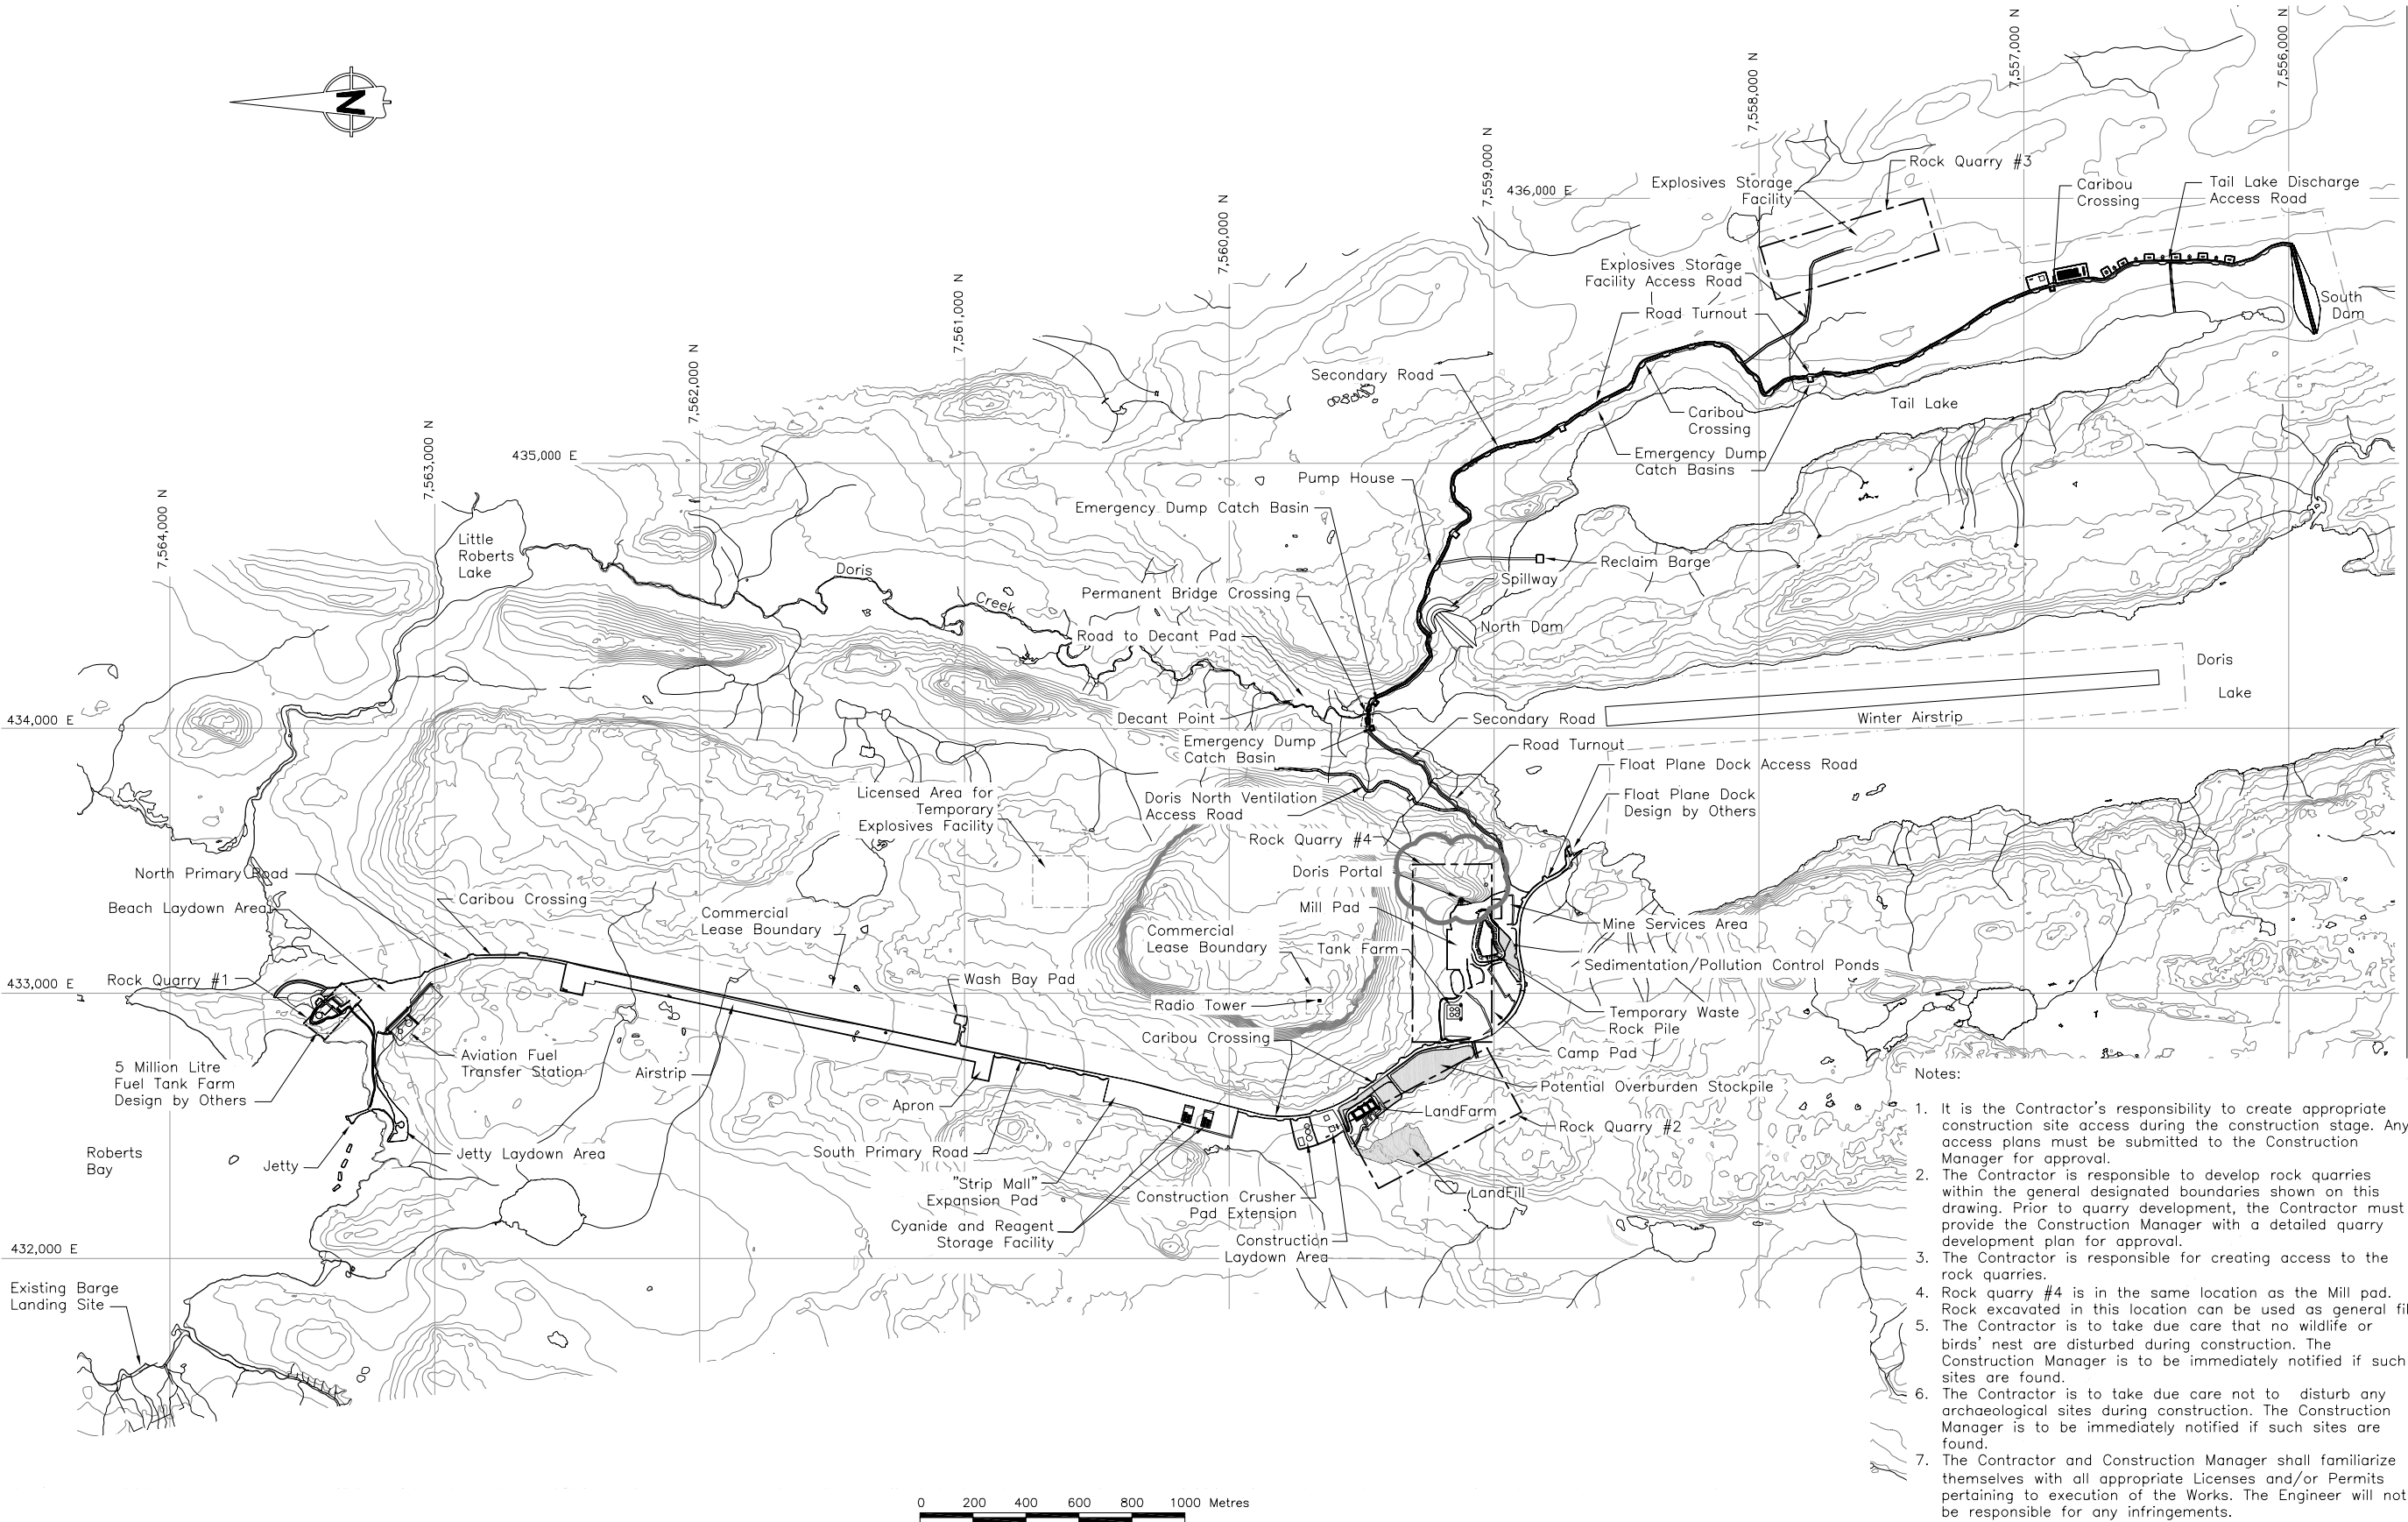 N
7,564,000 N
7,563,000 N
7,562,000 N
7,561,000 N
7,560,000 N
7,559,000 N
7,558,000 N
7,557,000 N
7,556,000 N
436,000 E
435,000 E
434,000 E
433,000 E
432,000 E
Rock Quarry #3
Explosives Storage
Facility
Caribou
Crossing
Tail Lake Discharge
Access Road
Explosives Storage
Facility Access Road
Road Turnout
South
Dam
Secondary Road
Caribou
Crossing
Tail Lake
Emergency Dump
Catch Basins
Pump House
Emergency Dump Catch Basin
Little
Roberts
Lake
Doris
Creek
Reclaim Barge
Spillway
Permanent Bridge Crossing
North Dam
Road to Decant Pad
Doris
Lake
Decant Point
Secondary Road
Winter Airstrip
Emergency Dump
Catch Basin
Road Turnout
Float Plane Dock Access Road
Licensed Area for
Temporary
Explosives Facility
Doris North Ventilation
Access Road
Float Plane Dock
Design by Others
Rock Quarry #4
Doris Portal
Mill Pad
North Primary Road
Beach Laydown Area
Caribou Crossing
Commercial
Lease Boundary
Commercial
Lease Boundary
Mine Services Area
Tank Farm
Sedimentation/Pollution Control Ponds
Rock Quarry #1
Wash Bay Pad
Radio Tower
Temporary Waste
Rock Pile
Caribou Crossing
Camp Pad
Aviation Fuel
Transfer Station
Airstrip
5 Million Litre
Fuel Tank Farm
Design by Others
Potential Overburden Stockpile
Apron
LandFarm
Rock Quarry #2
Roberts
Bay
Jetty
Jetty Laydown Area
South Primary Road
"Strip Mall"
Expansion Pad
Construction Crusher
Pad Extension
LandFill
Cyanide and Reagent
Storage Facility
Construction
Laydown Area
Existing Barge
Landing Site
Notes:
1. It is the Contractor's responsibility to create appropriate
construction site access during the construction stage. Any
access plans must be submitted to the Construction
Manager for approval.
2. The Contractor is responsible to develop rock quarries
within the general designated boundaries shown on this
drawing. Prior to quarry development, the Contractor must
provide the Construction Manager with a detailed quarry
development plan for approval.
3. The Contractor is responsible for creating access to the
rock quarries.
4. Rock quarry #4 is in the same location as the Mill pad.
Rock excavated in this location can be used as general
5. The Contractor is to take due care that no wildlife or
birds' nest are disturbed during construction. The
Construction Manager is to be immediately notified if such
sites are found.
6. The Contractor is to take due care not to disturb any
archaeological sites during construction. The Construction
Manager is to be immediately notified if such sites are
found.
7. The Contractor and Construction Manager shall familiarize
themselves with all appropriate Licenses and/or Permits
pertaining to execution of the Works. The Engineer will not
be responsible for any infringements.
0 200 400 600 800 1000 Metres